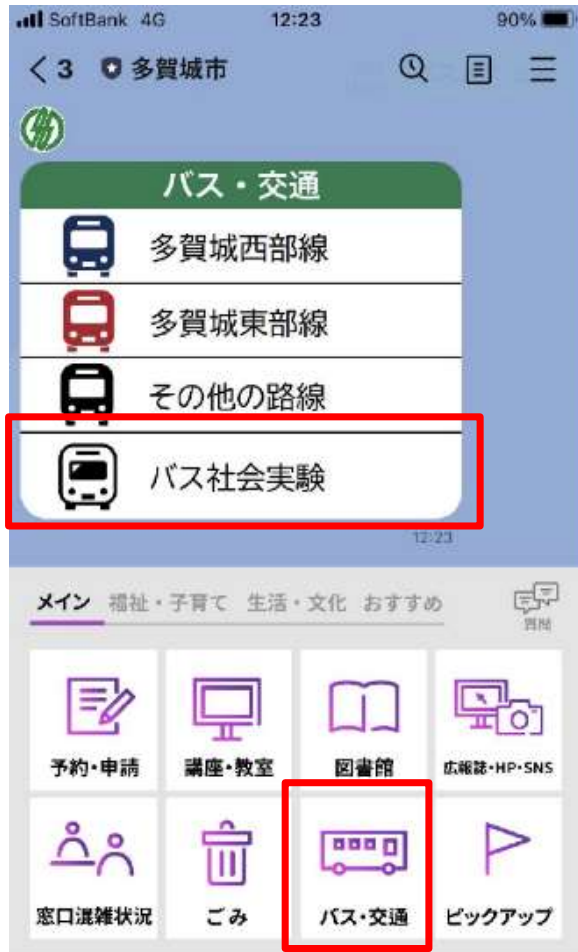 SoftBank 4G 12:23 90%
3 多賀城市
バス・交通
多賀城西部線
多賀城東部線
その他の路線
バス社会実験
12:23
メイン 福祉・子育て 生活・文化 おすすめ
質問
予約・申請 講座・教室 図書館 広報誌・HP・SNS
窓口混雑状況 ごみ バス・交通 ピックアップ